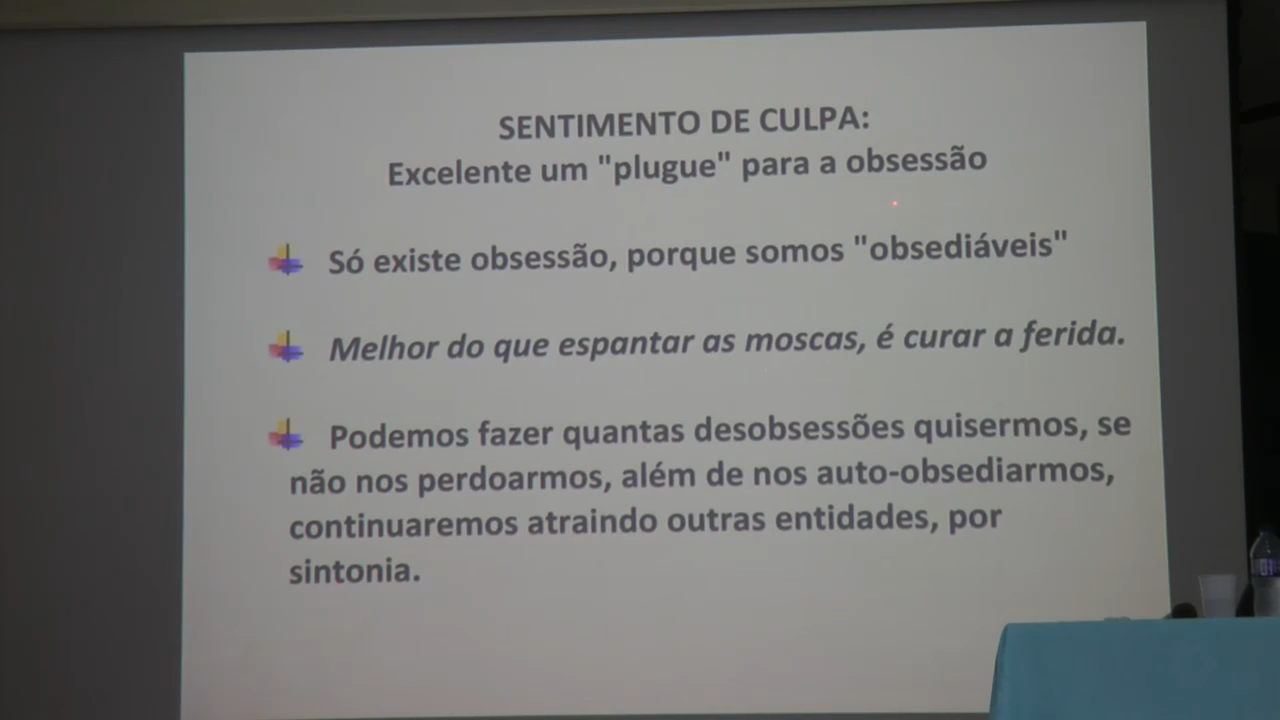 SENTIMENTO DE CULPA:
Excelente um "plugue" para a obsessão
Só existe obsessão, porque somos "obsediáveis"
Melhor do que espantar as moscas, é curar a ferida.
Podemos fazer quantas desobsessões quisermos, se
não nos perdoarmos, além de nos auto-obsediarmos,
continuaremos atraindo outras entidades, por
sintonia.